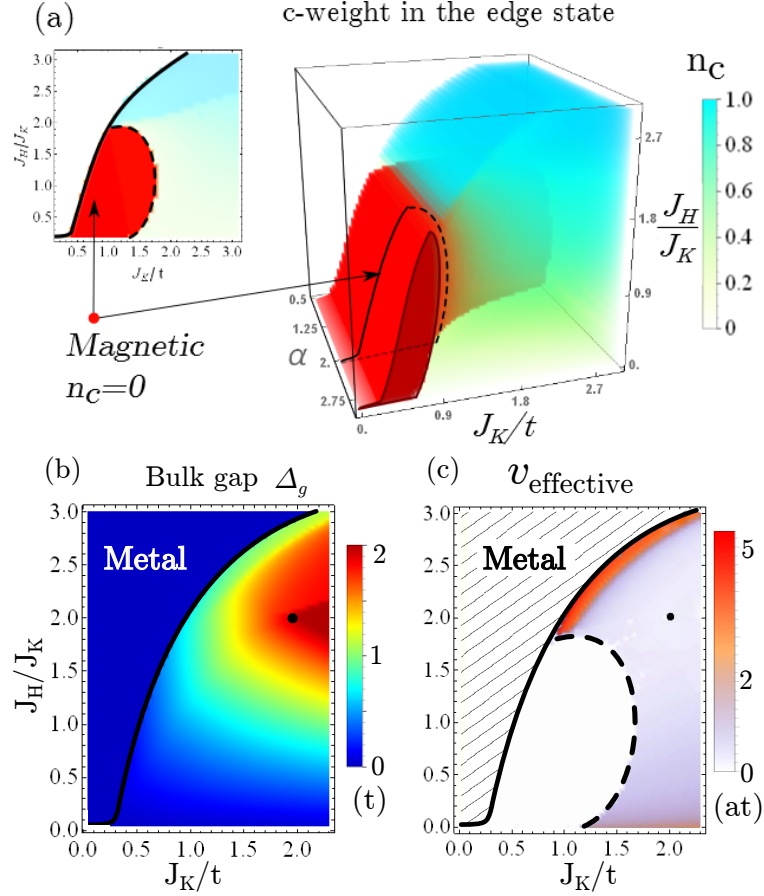 (a)
c-weight in the edge state
3.0
2.5
2.0
1.5
1.0
0.5
J_H/J_K
0.5 1.0 1.5 2.0 2.5 3.0
J_K/t
Magnetic
n_c=0
0.5
1.25
2.
2.75
α
0. 0.9 1.8 2.7
J_K/t
2.7
1.8
0.9
0.
J_H
J_K
n_c
1.0
0.8
0.6
0.4
0.2
0
(b)
Bulk gap Δ_g
Metal
3.0
2.5
2.0
1.5
1.0
0.5
0.0
J_H/J_K
0.0 0.5 1.0 1.5 2.0
J_K/t
2
1
0
(t)
(c)
v_effective
Metal
3.0
2.5
2.0
1.5
1.0
0.5
0.0
0.0 0.5 1.0 1.5 2.0
J_K/t
5
2
0
(at)